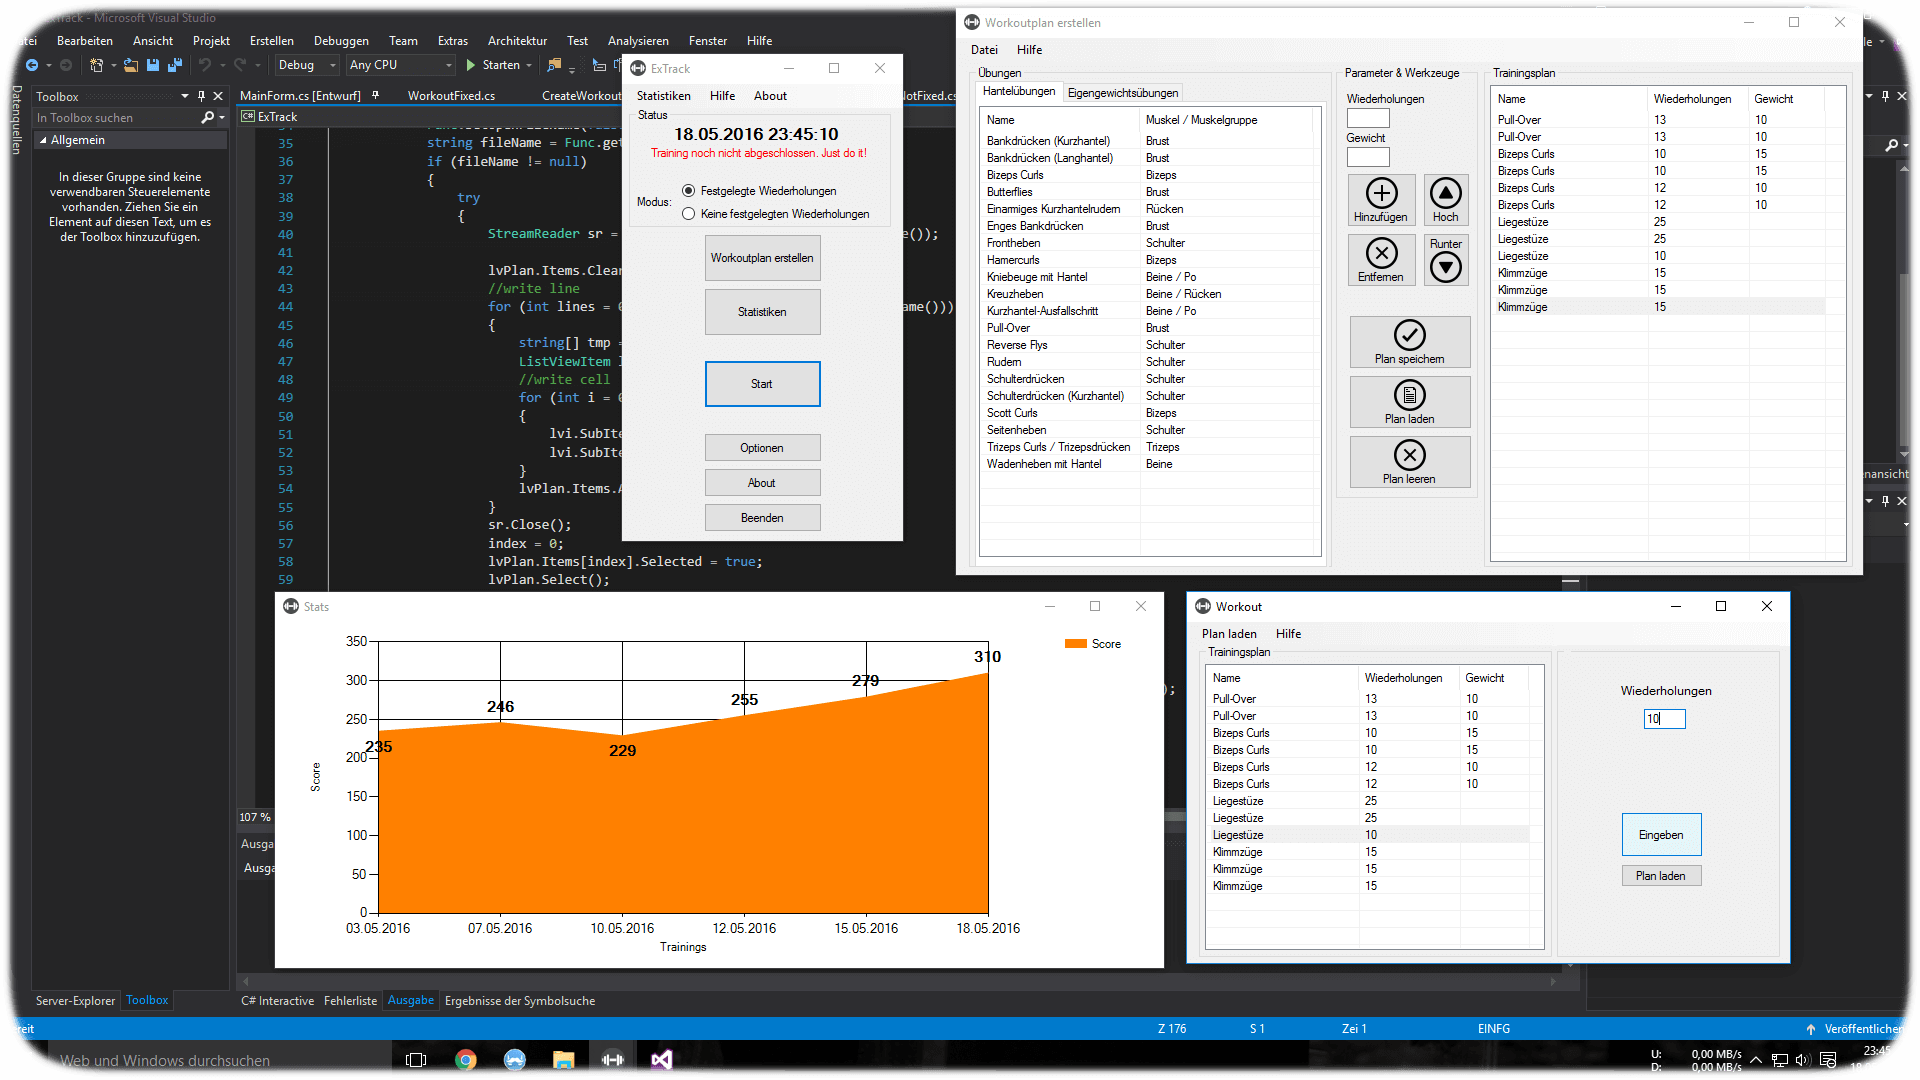 xTrack - Microsoft Visual Studio
Bearbeiten Ansicht Projekt Erstellen Debuggen Team Extras Architektur Test Analysieren Fenster Hilfe
Debug Any CPU Starten
Datenquellen
Toolbox
In Toolbox suchen
Allgemein
In dieser Gruppe sind keine
verwendbaren Steuerelemente
vorhanden. Ziehen Sie ein
Element auf diesen Text, um es
der Toolbox hinzuzufügen.
MainForm.cs [Entwurf] WorkoutFixed.cs CreateWorkout
ExTrack
35 string fileName = Func.get
36 if (fileName != null)
37 {
38 try
39 {
40 StreamReader sr =
41
42 lvPlan.Items.Clear
43 //write line
44 for (int lines = 0
45 {
46 string[] tmp =
47 ListViewItem
48 //write cell
49 for (int i = 0
50 {
51 lvi.SubIte
52 lvi.SubIte
53 }
54 lvPlan.Items.A
55 }
56 sr.Close();
57 index = 0;
58 lvPlan.Items[index].Selected = true;
59 lvPlan.Select();
107 %
Ausga
Ausga
ExTrack
Statistiken Hilfe About
Status
18.05.2016 23:45:10
Training noch nicht abgeschlossen. Just do it!
Modus:
Festgelegte Wiederholungen
Keine festgelegten Wiederholungen
Workoutplan erstellen
Statistiken
Start
Optionen
About
Beenden
otFixed.cs
e());
ame()))
Workoutplan erstellen
Datei Hilfe
Übungen
Hantelübungen Eigengewichtsübungen
Name Muskel / Muskelgruppe
Bankdrücken (Kurzhantel) Brust
Bankdrücken (Langhantel) Brust
Bizeps Curls Bizeps
Butterflies Brust
Einarmiges Kurzhantelrudern Rücken
Enges Bankdrücken Brust
Frontheben Schulter
Hamercurls Bizeps
Kniebeuge mit Hantel Beine / Po
Kreuzheben Beine / Rücken
Kurzhantel-Ausfallschritt Beine / Po
Pull-Over Brust
Reverse Flys Schulter
Rudern Schulter
Schulterdrücken Schulter
Schulterdrücken (Kurzhantel) Schulter
Scott Curls Bizeps
Seitenheben Schulter
Trizeps Curls / Trizepsdrücken Trizeps
Wadenheben mit Hantel Beine
Parameter & Werkzeuge
Wiederholungen
Gewicht
Hinzufügen
Hoch
Entfernen
Runter
Plan speichern
Plan laden
Plan leeren
Trainingsplan
Name Wiederholungen Gewicht
Pull-Over 13 10
Pull-Over 13 10
Bizeps Curls 10 15
Bizeps Curls 10 15
Bizeps Curls 12 10
Bizeps Curls 12 10
Liegestüze 25
Liegestüze 25
Liegestüze 10
Klimmzüge 15
Klimmzüge 15
Klimmzüge 15
enansicht
Stats
Score
350
300
250
200
150
100
50
0
Score
235
246
229
255
279
310
03.05.2016 07.05.2016 10.05.2016 12.05.2016 15.05.2016 18.05.2016
Trainings
);
Workout
Plan laden Hilfe
Trainingsplan
Name Wiederholungen Gewicht
Pull-Over 13 10
Pull-Over 13 10
Bizeps Curls 10 15
Bizeps Curls 10 15
Bizeps Curls 12 10
Bizeps Curls 12 10
Liegestüze 25
Liegestüze 25
Liegestüze 10
Klimmzüge 15
Klimmzüge 15
Klimmzüge 15
Wiederholungen
10
Eingeben
Plan laden
Server-Explorer Toolbox
C# Interactive Fehlerliste Ausgabe Ergebnisse der Symbolsuche
reit Z 176 S 1 Zei 1 EINFG Veröffentlichen
Web und Windows durchsuchen
U: 0,00 MB/s
D: 0,00 MB/s
23:45